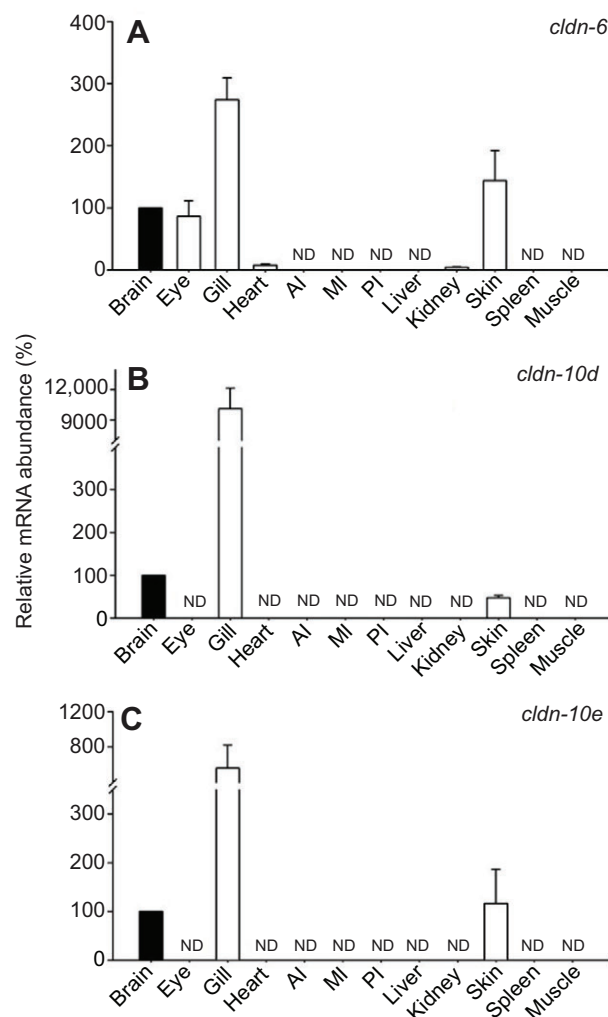 A
cldn-6
400
300
200
100
0
ND ND ND ND ND ND
Brain Eye Gill Heart AI MI PI Liver Kidney Skin Spleen Muscle
Relative mRNA abundance (%)
B
cldn-10d
12,000
9000
300
200
100
0
ND ND ND ND ND ND ND ND ND
Brain Eye Gill Heart AI MI PI Liver Kidney Skin Spleen Muscle
C
cldn-10e
1200
800
300
200
100
0
ND ND ND ND ND ND ND ND ND
Brain Eye Gill Heart AI MI PI Liver Kidney Skin Spleen Muscle